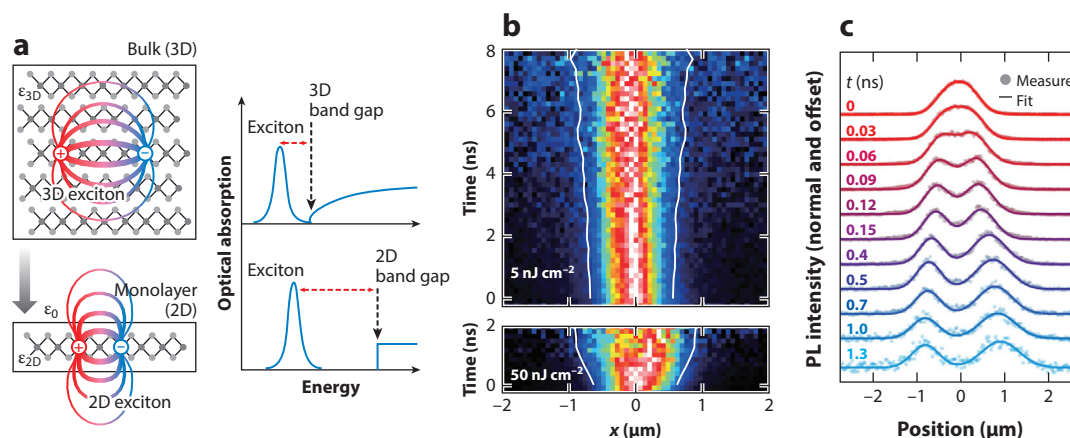 a
Bulk (3D)
ε3D
+
−
3D exciton
Monolayer
(2D)
ε0
ε2D
+
−
2D exciton
Optical absorption
3D
band gap
Exciton
2D
band gap
Exciton
Energy
b
8
6
4
2
0
Time (ns)
5 nJ cm−2
2
0
Time (ns)
50 nJ cm−2
−2
−1
0
1
2
x (μm)
c
t (ns)
Measure
Fit
0
0.03
0.06
0.09
0.12
0.15
0.4
0.5
0.7
1.0
1.3
PL intensity (normal and offset)
−2
−1
0
1
2
Position (μm)